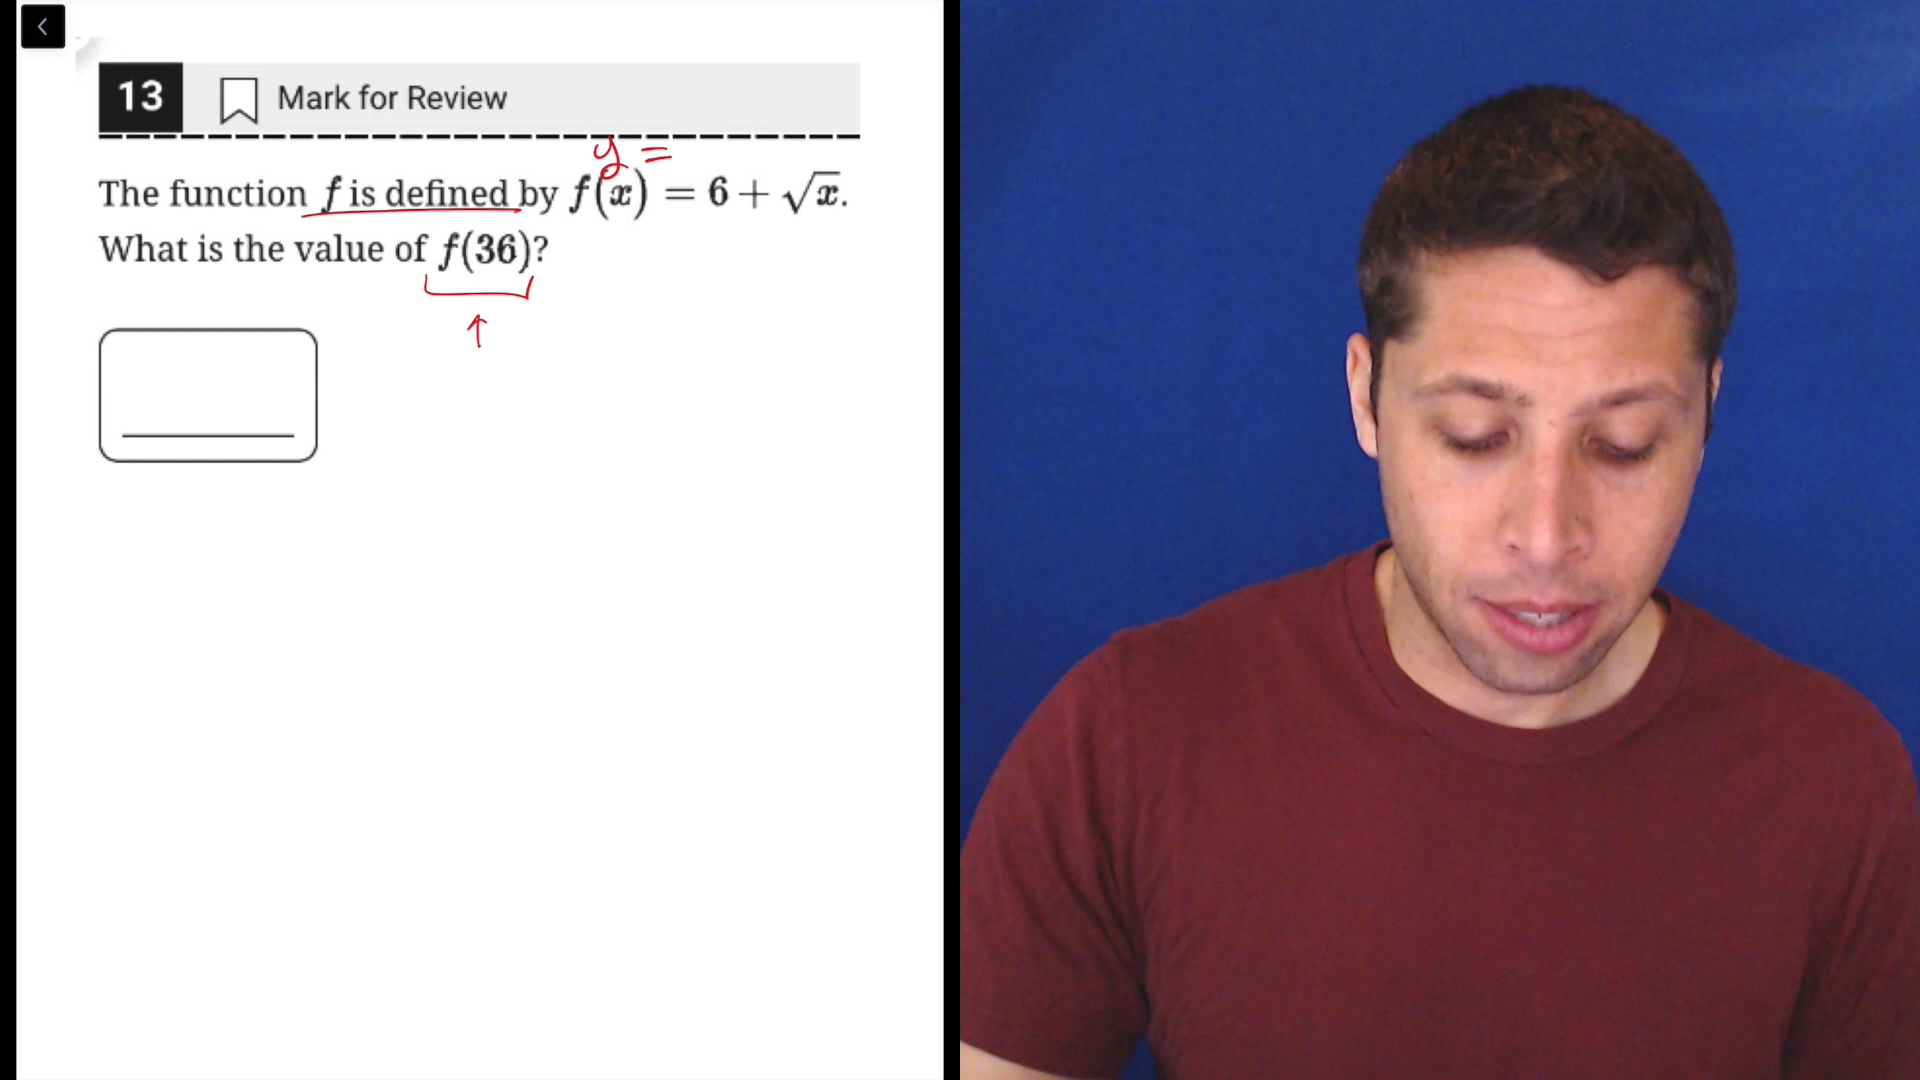 13 Mark for Review
y =
The function f is defined by f(x) = 6 + √x.
What is the value of f(36)?